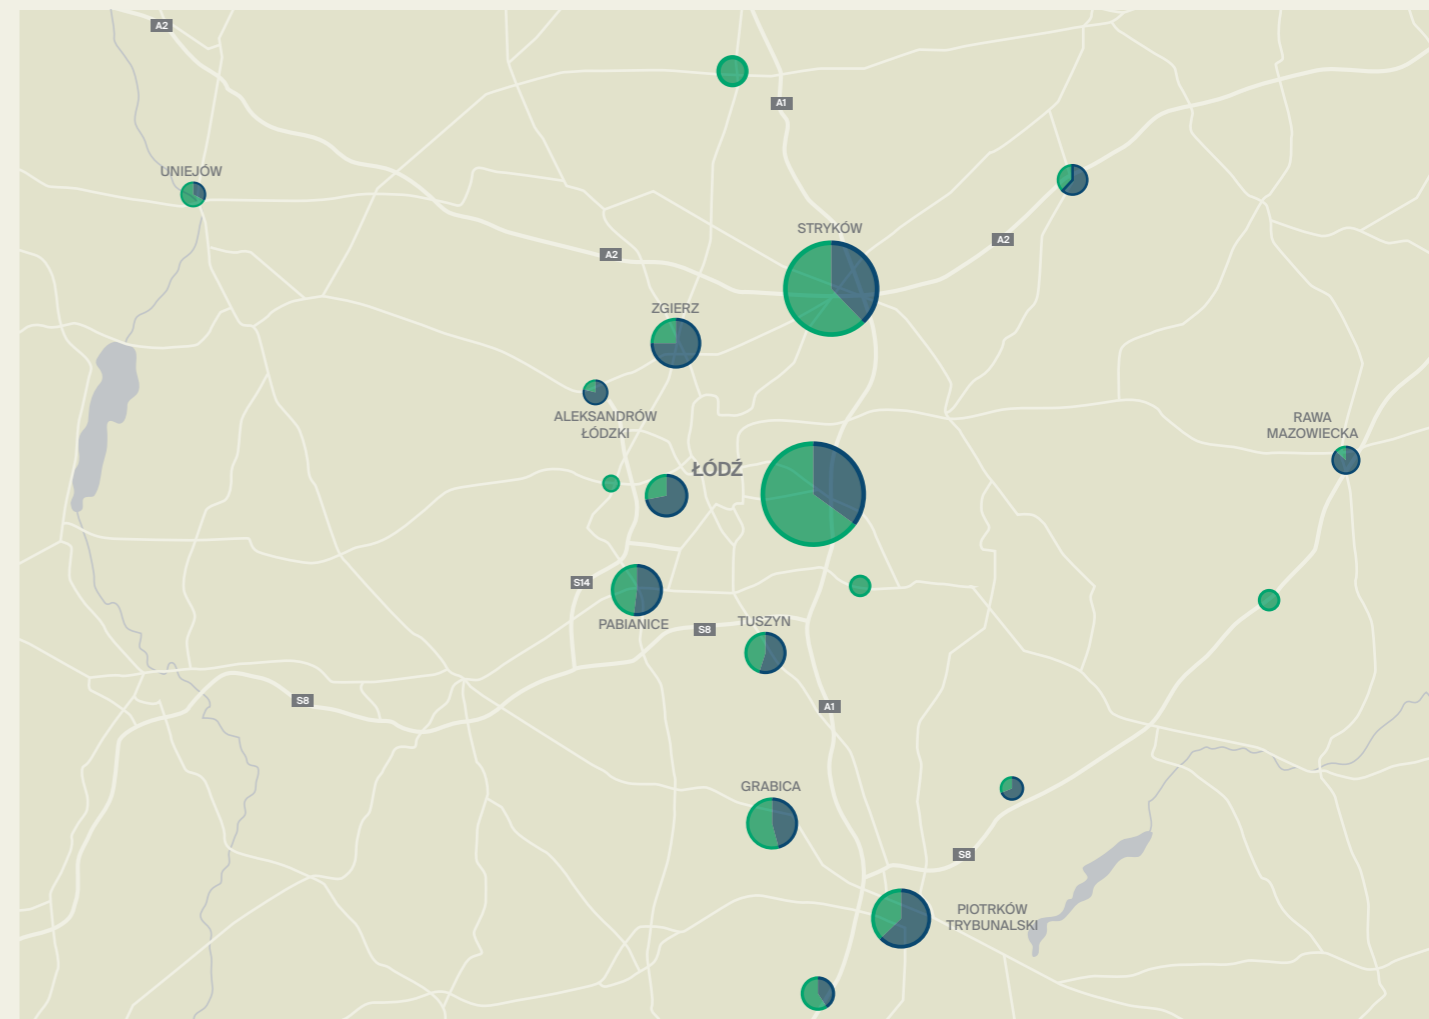 A2
A1
UNIEJÓW
STRYKÓW
A2
A2
ZGIERZ
ALEKSANDRÓW
ŁÓDZKI
RAWA
MAZOWIECKA
ŁÓDŹ
S14
PABIANICE
S8
TUSZYN
S8
A1
GRABICA
S8
PIOTRKÓW
TRYBUNALSKI